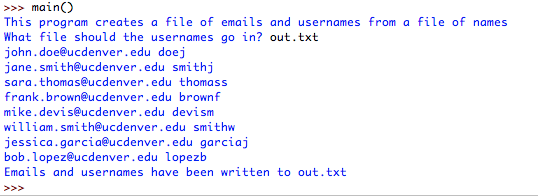 >>> main()
This program creates a file of emails and usernames from a file of names
What file should the usernames go in? out.txt
john.doe@ucdenver.edu doej
jane.smith@ucdenver.edu smithj
sara.thomas@ucdenver.edu thomass
frank.brown@ucdenver.edu brownf
mike.devis@ucdenver.edu devism
william.smith@ucdenver.edu smithw
jessica.garcia@ucdenver.edu garciaj
bob.lopez@ucdenver.edu lopezb
Emails and usernames have been written to out.txt
>>>